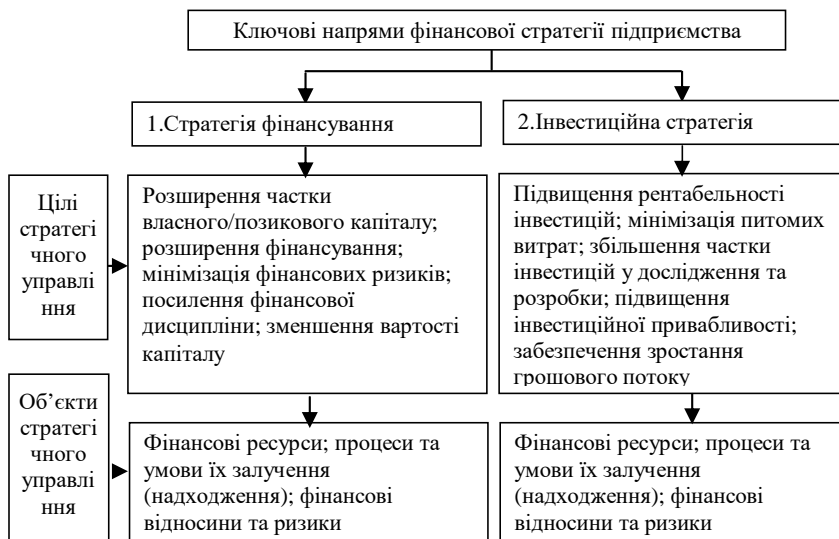 Ключові напрями фінансової стратегії підприємства
1.Стратегія фінансування
2.Інвестиційна стратегія
Цілі
стратегі
чного
управлі
ння
Розширення частки
власного/позикового капіталу;
розширення фінансування;
мінімізація фінансових ризиків;
посилення фінансової
дисципліни; зменшення вартості
капіталу
Підвищення рентабельності
інвестицій; мінімізація питомих
витрат; збільшення частки
інвестицій у дослідження та
розробки; підвищення
інвестиційної привабливості;
забезпечення зростання
грошового потоку
Об’єкти
стратегі
чного
управлі
ння
Фінансові ресурси; процеси та
умови їх залучення
(надходження); фінансові
відносини та ризики
Фінансові ресурси; процеси та
умови їх залучення
(надходження); фінансові
відносини та ризики